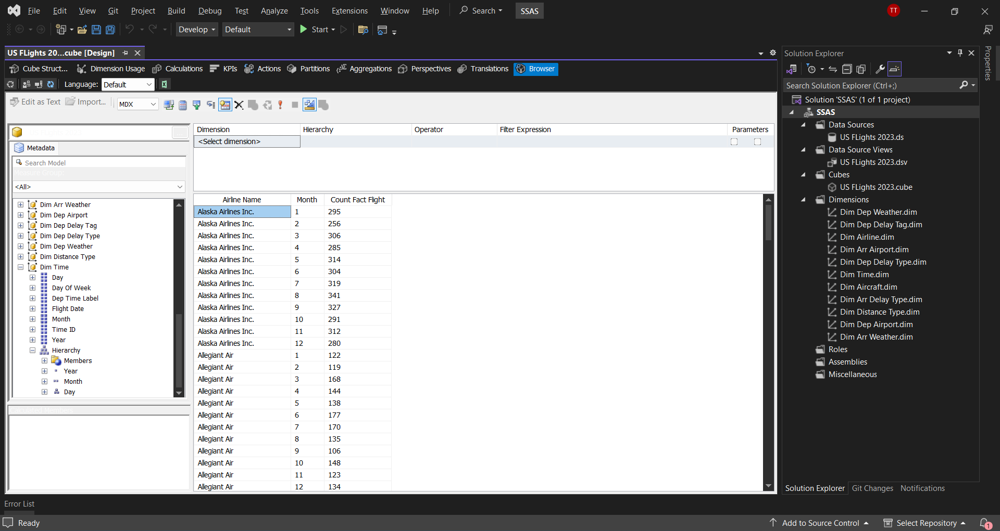 File Edit View Git Project Build Debug Test Analyze Tools Extensions Window Help Search SSAS TT
Develop Default Start
US FLights 20...cube [Design]
Cube Struct... Dimension Usage Calculations KPIs Actions Partitions Aggregations Perspectives Translations Browser
Language: Default
Edit as Text Import... MDX
Metadata
Search Model
Measure Group:
<All>
Dim Arr Weather
Dim Dep Airport
Dim Dep Delay Tag
Dim Dep Delay Type
Dim Dep Weather
Dim Distance Type
Dim Time
Day
Day Of Week
Dep Time Label
Flight Date
Month
Time ID
Year
Hierarchy
Members
Year
Month
Day
Calculated Members
Dimension Hierarchy Operator Filter Expression Parameters
<Select dimension>
Airline Name Month Count Fact Flight
Alaska Airlines Inc. 1 295
Alaska Airlines Inc. 2 256
Alaska Airlines Inc. 3 306
Alaska Airlines Inc. 4 285
Alaska Airlines Inc. 5 314
Alaska Airlines Inc. 6 304
Alaska Airlines Inc. 7 319
Alaska Airlines Inc. 8 341
Alaska Airlines Inc. 9 327
Alaska Airlines Inc. 10 291
Alaska Airlines Inc. 11 312
Alaska Airlines Inc. 12 280
Allegiant Air 1 122
Allegiant Air 2 119
Allegiant Air 3 168
Allegiant Air 4 144
Allegiant Air 5 138
Allegiant Air 6 177
Allegiant Air 7 170
Allegiant Air 8 135
Allegiant Air 9 106
Allegiant Air 10 148
Allegiant Air 11 123
Allegiant Air 12 134
Solution Explorer
Search Solution Explorer (Ctrl+;)
Solution 'SSAS' (1 of 1 project)
SSAS
Data Sources
US FLights 2023.ds
Data Source Views
US FLights 2023.dsv
Cubes
US FLights 2023.cube
Dimensions
Dim Dep Weather.dim
Dim Dep Delay Tag.dim
Dim Airline.dim
Dim Arr Airport.dim
Dim Dep Delay Type.dim
Dim Time.dim
Dim Aircraft.dim
Dim Arr Delay Type.dim
Dim Distance Type.dim
Dim Dep Airport.dim
Dim Arr Weather.dim
Roles
Assemblies
Miscellaneous
Solution Explorer Git Changes Notifications
Properties
Error List
Ready Add to Source Control Select Repository 1